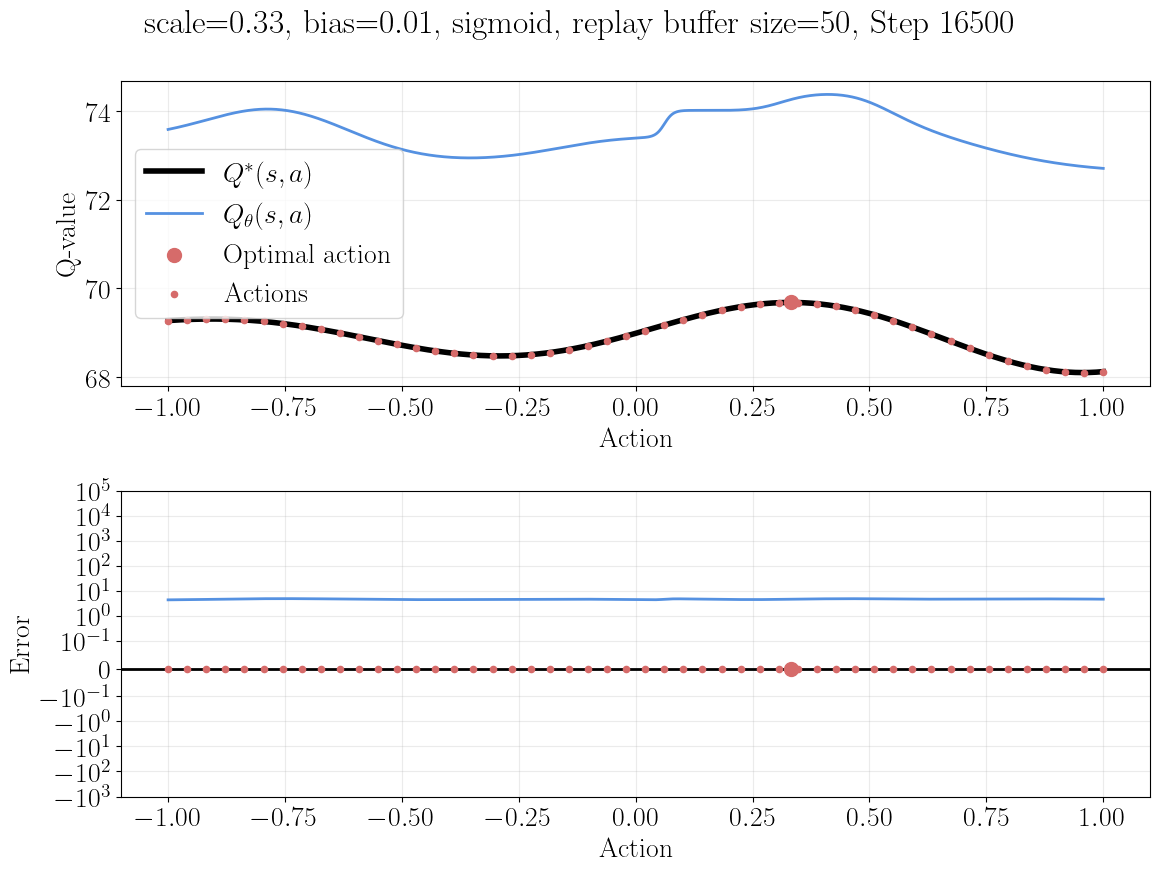 scale=0.33, bias=0.01, sigmoid, replay buffer size=50, Step 16500
74
72
70
68
Q-value
Q*(s, a)
Qθ(s, a)
Optimal action
Actions
−1.00 −0.75 −0.50 −0.25 0.00 0.25 0.50 0.75 1.00
Action
10^5
10^4
10^3
10^2
10^1
10^0
10^−1
0
−10^−1
−10^0
−10^1
−10^2
−10^3
Error
−1.00 −0.75 −0.50 −0.25 0.00 0.25 0.50 0.75 1.00
Action